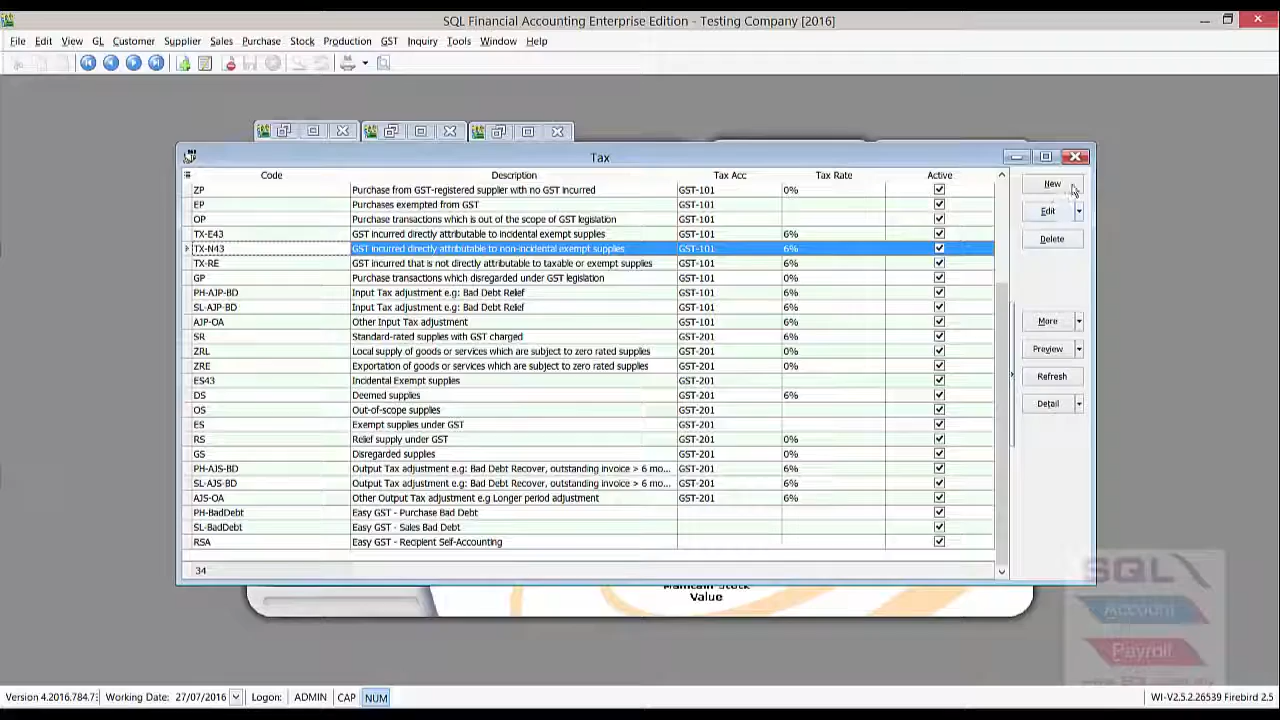 SQL Financial Accounting Enterprise Edition - Testing Company [2016]
File Edit View GL Customer Supplier Sales Purchase Stock Production GST Inquiry Tools Window Help
Tax
Code Description Tax Acc Tax Rate Active
ZP Purchase from GST-registered supplier with no GST incurred GST-101 0%
EP Purchases exempted from GST GST-101
OP Purchase transactions which is out of the scope of GST legislation GST-101
TX-E43 GST incurred directly attributable to incidental exempt supplies GST-101 6%
TX-N43 GST incurred directly attributable to non-incidental exempt supplies GST-101 6%
TX-RE GST incurred that is not directly attributable to taxable or exempt supplies GST-101 6%
GP Purchase transactions which disregarded under GST legislation GST-101 0%
PH-AJP-BD Input Tax adjustment e.g: Bad Debt Relief GST-101 6%
SL-AJP-BD Input Tax adjustment e.g: Bad Debt Relief GST-101 6%
AJP-OA Other Input Tax adjustment GST-101 6%
SR Standard-rated supplies with GST charged GST-201 6%
ZRL Local supply of goods or services which are subject to zero rated supplies GST-201 0%
ZRE Exportation of goods or services which are subject to zero rated supplies GST-201 0%
ES43 Incidental Exempt supplies GST-201
DS Deemed supplies GST-201 6%
OS Out-of-scope supplies GST-201
ES Exempt supplies under GST GST-201
RS Relief supply under GST GST-201 0%
GS Disregarded supplies GST-201 0%
PH-AJS-BD Output Tax adjustment e.g: Bad Debt Recover, outstanding invoice > 6 mo... GST-201 6%
SL-AJS-BD Output Tax adjustment e.g: Bad Debt Recover, outstanding invoice > 6 mo... GST-201 6%
AJS-OA Other Output Tax adjustment e.g Longer period adjustment GST-201 6%
PH-BadDebt Easy GST - Purchase Bad Debt
SL-BadDebt Easy GST - Sales Bad Debt
RSA Easy GST - Recipient Self-Accounting
34
New
Edit
Delete
More
Preview
Refresh
Detail
Maintain Stock
Value
SQL
Account
Payroll
Version 4.2016.784.7 Working Date: 27/07/2016 Logon: ADMIN CAP NUM WI-V2.5.2.26539 Firebird 2.5